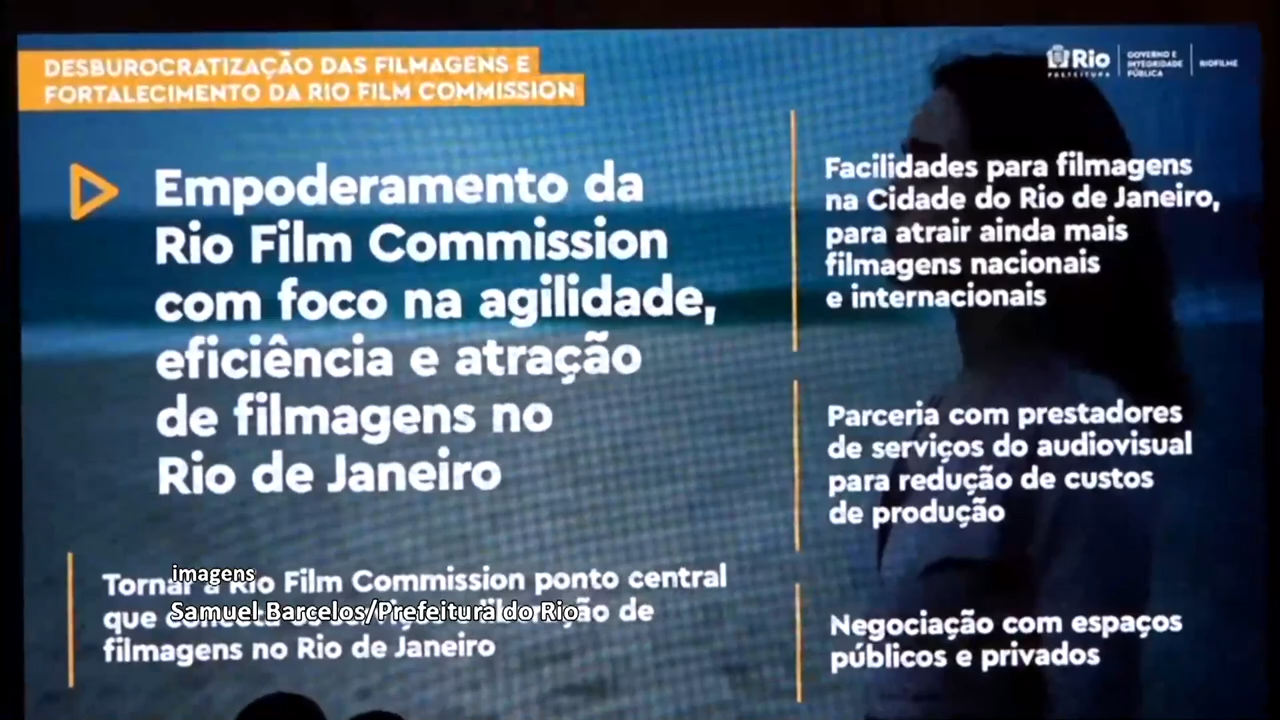 DESBUROCRATIZAÇÃO DAS FILMAGENS E
FORTALECIMENTO DA RIO FILM COMMISSION
Rio
PREFEITURA
GOVERNO E
INTEGRIDADE
PÚBLICA
RIOFILME
Empoderamento da
Rio Film Commission
com foco na agilidade,
eficiência e atração
de filmagens no
Rio de Janeiro
Tornar a Rio Film Commission ponto central
que de
filmagens no Rio de Janeiro
imagens
Samuel Barcelos/Prefeitura do Rio
Facilidades para filmagens
na Cidade do Rio de Janeiro,
para atrair ainda mais
filmagens nacionais
e internacionais
Parceria com prestadores
de serviços do audiovisual
para redução de custos
de produção
Negociação com espaços
públicos e privados